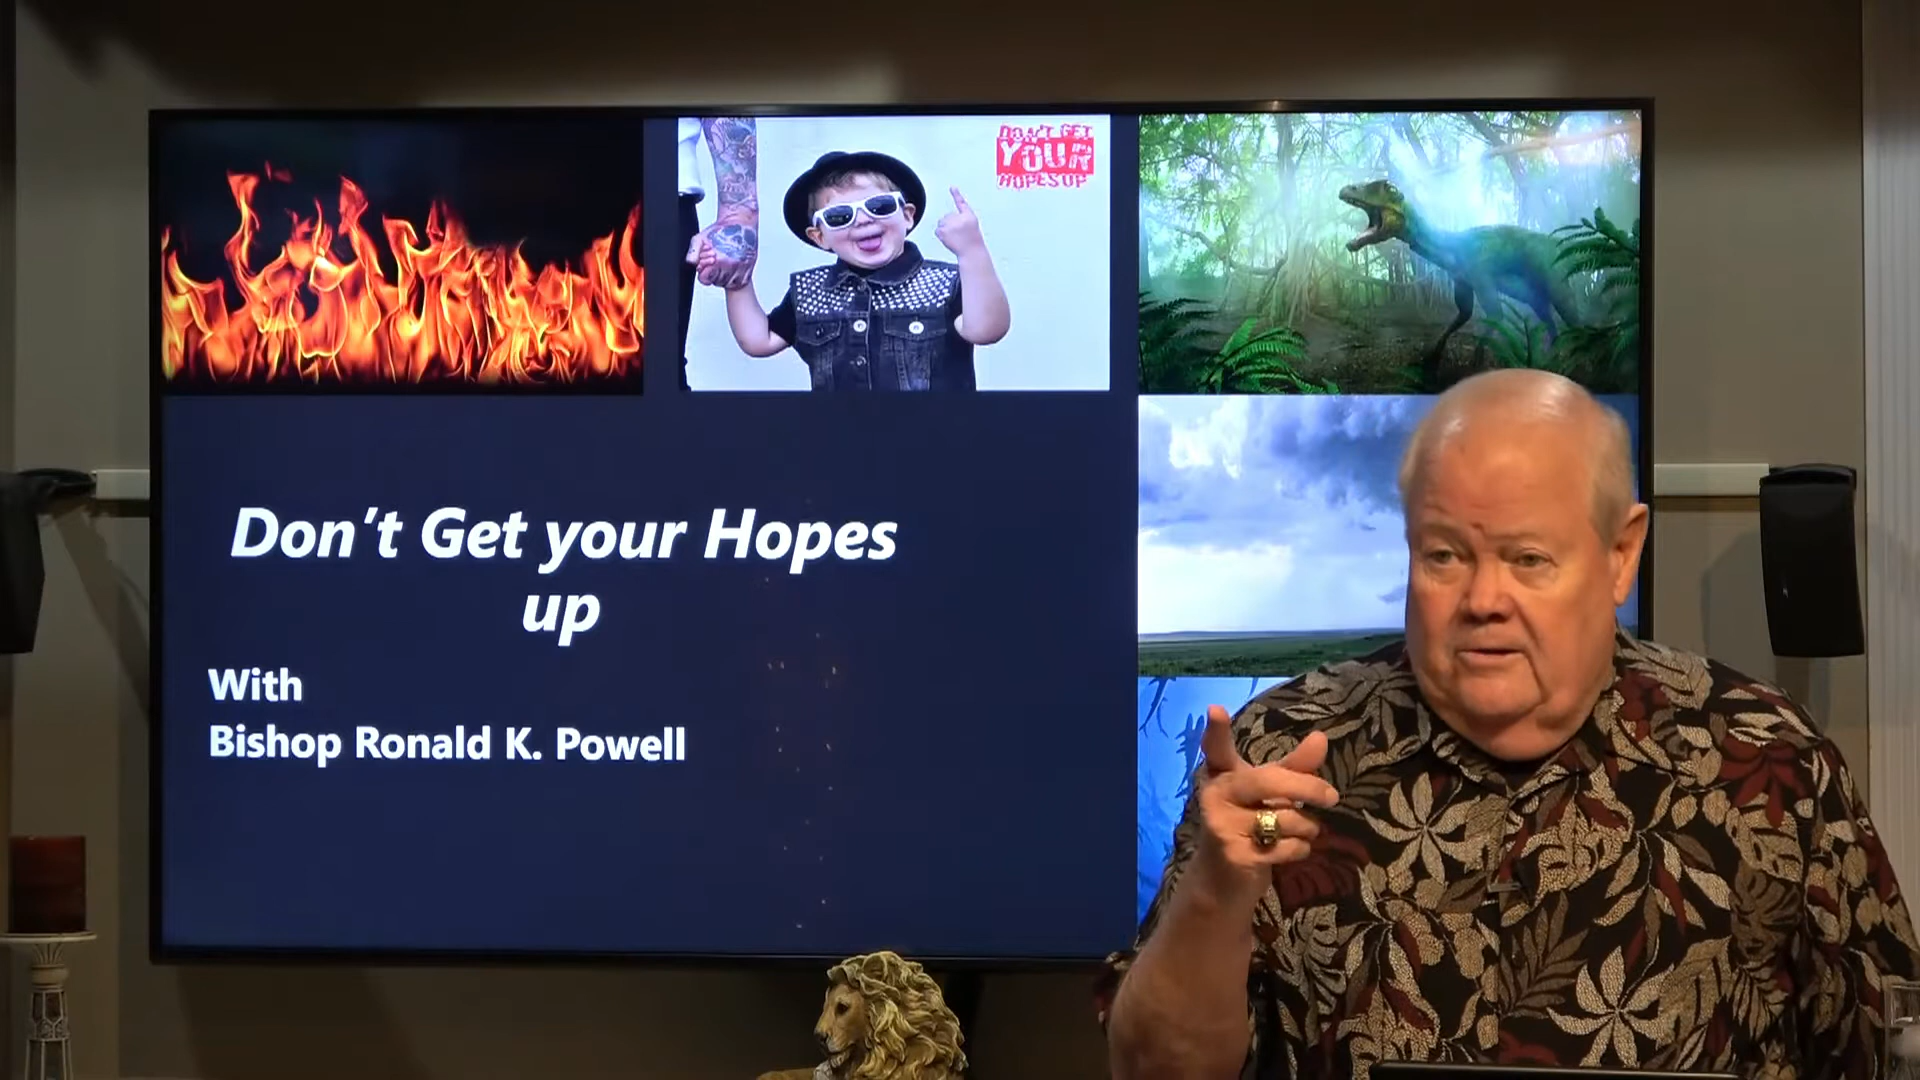 DON'T GET
YOUR
HOPES UP
Don't Get your Hopes
up
With
Bishop Ronald K. Powell